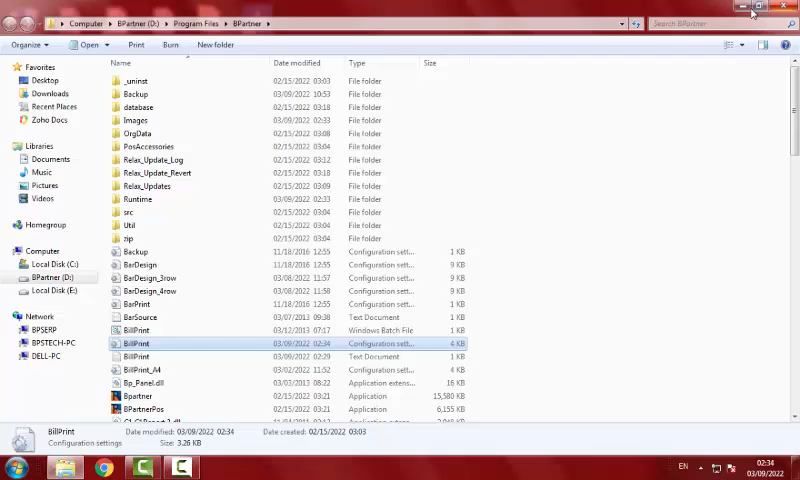 Computer ▸ BPartner (D:) ▸ Program Files ▸ BPartner ▸
Search BPartner
Organize ▾ Open ▾ Print Burn New folder
Name Date modified Type Size
Favorites
Desktop
Downloads
Recent Places
Zoho Docs
Libraries
Documents
Music
Pictures
Videos
Homegroup
Computer
Local Disk (C:)
BPartner (D:)
Local Disk (E:)
Network
BPSERP
BPSTECH-PC
DELL-PC
_uninst 02/15/2022 03:03 File folder
Backup 03/09/2022 10:53 File folder
database 02/15/2022 03:18 File folder
Images 03/09/2022 02:33 File folder
OrgData 02/15/2022 03:08 File folder
PosAccessories 02/15/2022 03:04 File folder
Relax_Update_Log 02/15/2022 03:12 File folder
Relax_Update_Revert 02/15/2022 03:12 File folder
Relax_Updates 02/15/2022 03:09 File folder
Runtime 03/09/2022 02:33 File folder
src 02/15/2022 03:04 File folder
Util 02/15/2022 03:04 File folder
zip 02/15/2022 03:04 File folder
Backup 11/18/2016 12:55 Configuration sett... 1 KB
BarDesign 11/18/2016 12:55 Configuration sett... 9 KB
BarDesign_3row 03/08/2022 11:57 Configuration sett... 9 KB
BarDesign_4row 03/08/2022 11:58 Configuration sett... 9 KB
BarPrint 11/18/2016 12:55 Configuration sett... 1 KB
BarSource 03/07/2013 09:38 Text Document 1 KB
BillPrint 03/12/2013 07:17 Windows Batch File 1 KB
BillPrint 03/09/2022 02:34 Configuration sett... 4 KB
BillPrint 03/09/2022 02:29 Text Document 1 KB
BillPrint_A4 03/02/2022 11:52 Configuration sett... 4 KB
Bp_Panel.dll 03/03/2013 08:22 Application extens... 16 KB
Bpartner 02/15/2022 03:21 Application 15,580 KB
BPartnerPos 02/15/2022 03:21 Application 6,155 KB
BillPrint Date modified: 03/09/2022 02:34 Date created: 02/15/2022 03:03
Configuration settings Size: 3.26 KB
EN
02:34
03/09/2022